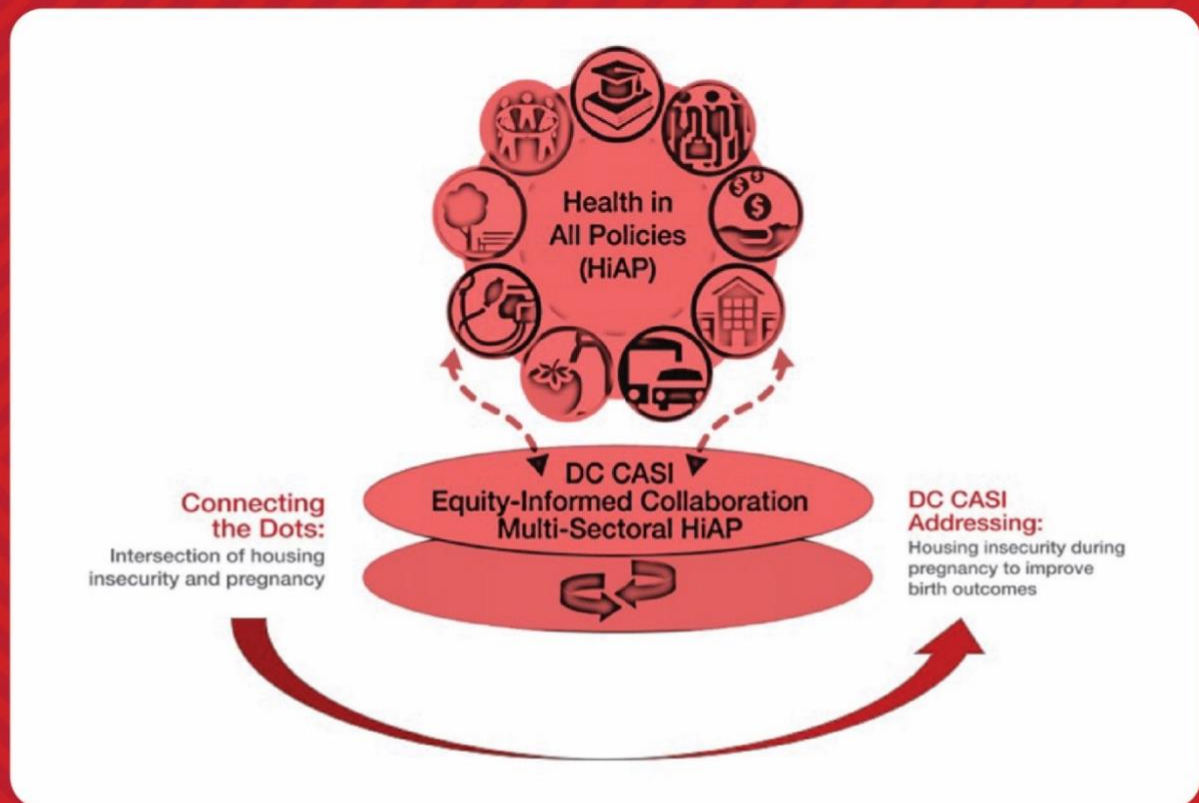 Health in
All Policies
(HiAP)
DC CASI
Equity-Informed Collaboration
Multi-Sectoral HiAP
Connecting
the Dots:
Intersection of housing
insecurity and pregnancy
DC CASI
Addressing:
Housing insecurity during
pregnancy to improve
birth outcomes